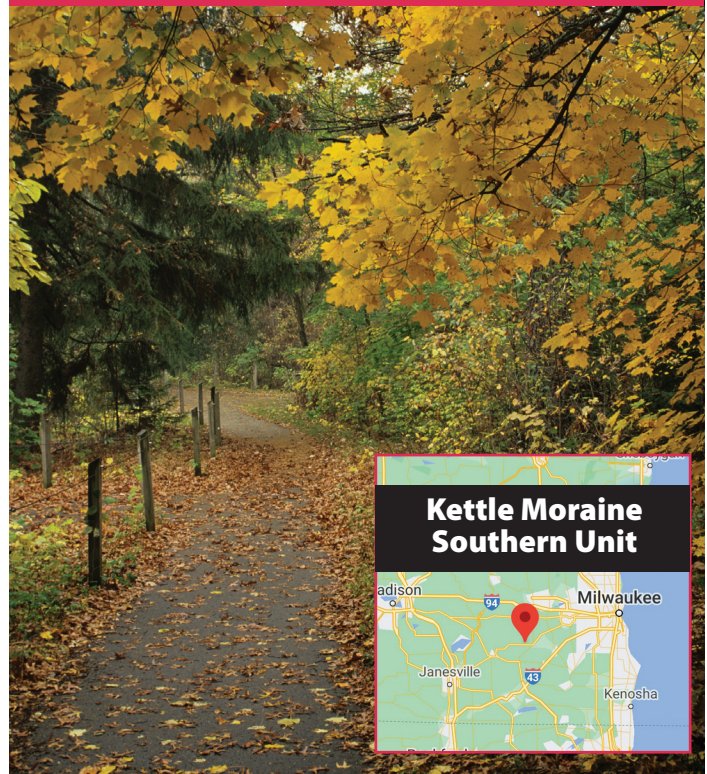 Kettle Moraine
Southern Unit
adison
94
Milwaukee
Janesville
43
Kenosha